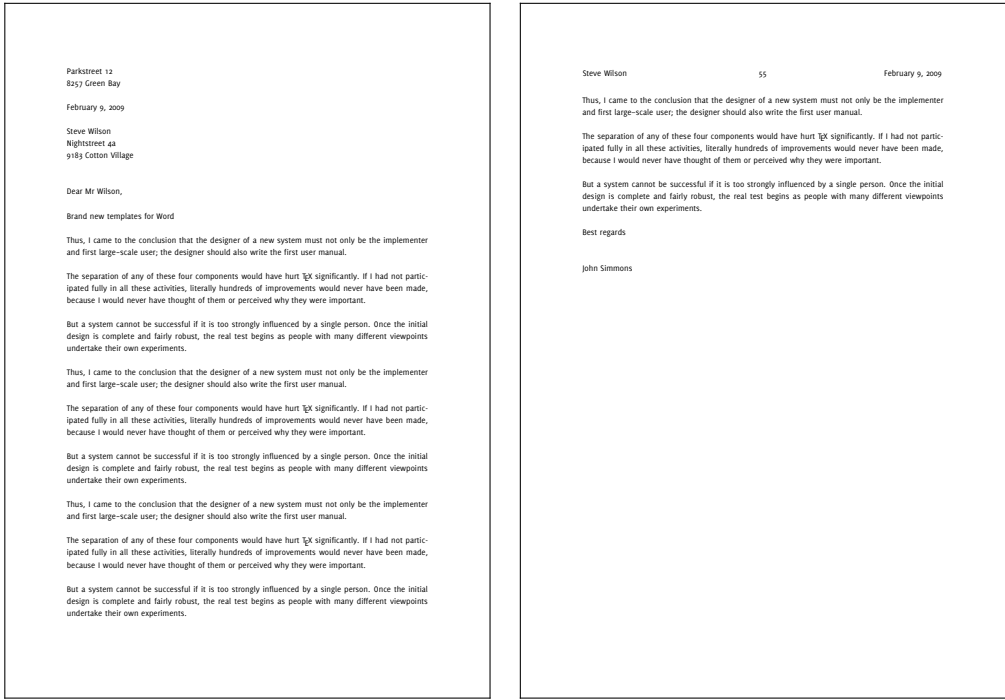 Parkstreet 12
8257 Green Bay
February 9, 2009
Steve Wilson
Nightstreet 4a
9183 Cotton Village
Dear Mr Wilson,
Brand new templates for Word
Thus, I came to the conclusion that the designer of a new system must not only be the implementer
and first large-scale user; the designer should also write the first user manual.
The separation of any of these four components would have hurt TEX significantly. If I had not partic-
ipated fully in all these activities, literally hundreds of improvements would never have been made,
because I would never have thought of them or perceived why they were important.
But a system cannot be successful if it is too strongly influenced by a single person. Once the initial
design is complete and fairly robust, the real test begins as people with many different viewpoints
undertake their own experiments.
Thus, I came to the conclusion that the designer of a new system must not only be the implementer
and first large-scale user; the designer should also write the first user manual.
The separation of any of these four components would have hurt TEX significantly. If I had not partic-
ipated fully in all these activities, literally hundreds of improvements would never have been made,
because I would never have thought of them or perceived why they were important.
But a system cannot be successful if it is too strongly influenced by a single person. Once the initial
design is complete and fairly robust, the real test begins as people with many different viewpoints
undertake their own experiments.
Thus, I came to the conclusion that the designer of a new system must not only be the implementer
and first large-scale user; the designer should also write the first user manual.
The separation of any of these four components would have hurt TEX significantly. If I had not partic-
ipated fully in all these activities, literally hundreds of improvements would never have been made,
because I would never have thought of them or perceived why they were important.
But a system cannot be successful if it is too strongly influenced by a single person. Once the initial
design is complete and fairly robust, the real test begins as people with many different viewpoints
undertake their own experiments.
Steve Wilson 55 February 9, 2009
Thus, I came to the conclusion that the designer of a new system must not only be the implementer
and first large-scale user; the designer should also write the first user manual.
The separation of any of these four components would have hurt TEX significantly. If I had not partic-
ipated fully in all these activities, literally hundreds of improvements would never have been made,
because I would never have thought of them or perceived why they were important.
But a system cannot be successful if it is too strongly influenced by a single person. Once the initial
design is complete and fairly robust, the real test begins as people with many different viewpoints
undertake their own experiments.
Best regards
John Simmons